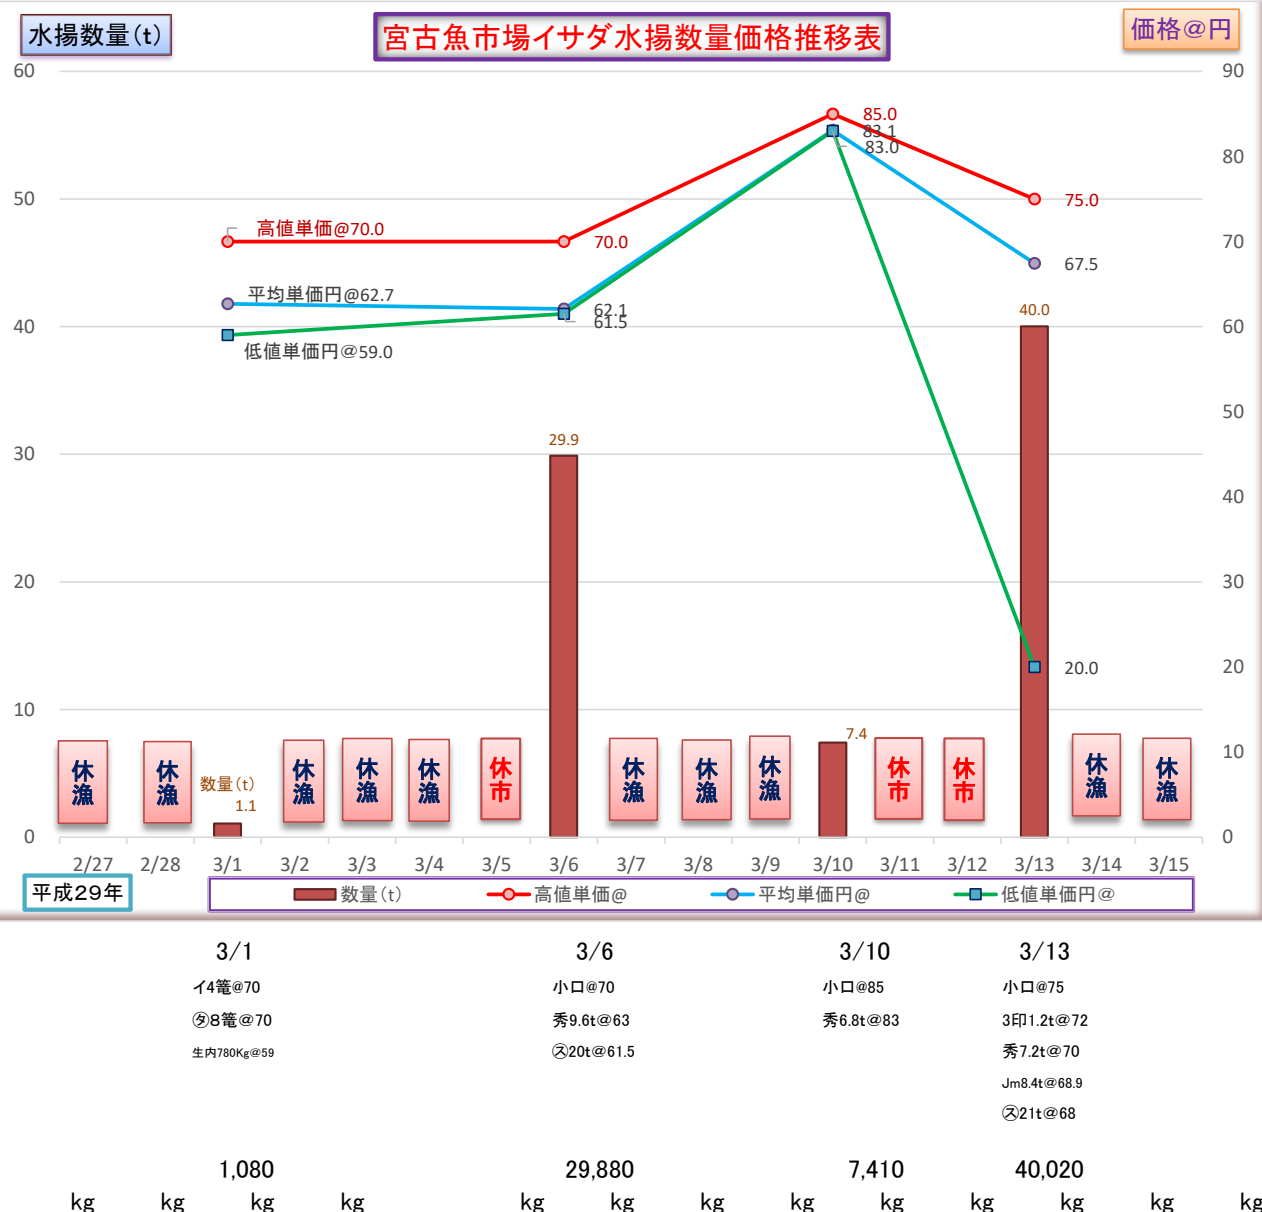 水揚数量(t)
宮古魚市場イサダ水揚数量価格推移表
価格@円
60
90
85.0
83.1
83.0
80
50
75.0
高値単価@70.0
70.0
70
67.5
平均単価円@62.7
62.1
61.5
低値単価円@59.0
40
40.0
60
50
29.9
30
40
30
20
20.0
20
10
10
7.4
数量(t)
1.1
休漁
休漁
休漁
休漁
休漁
休市
休漁
休漁
休漁
休市
休市
休漁
休漁
0
0
2/27 2/28 3/1 3/2 3/3 3/4 3/5 3/6 3/7 3/8 3/9 3/10 3/11 3/12 3/13 3/14 3/15
平成29年
数量(t) 高値単価@ 平均単価円@ 低値単価円@
3/1 3/6 3/10 3/13
イ4篭@70 小口@70 小口@85 小口@75
㋟8篭@70 秀9.6t@63 秀6.8t@83 3印1.2t@72
生内780Kg@59 ㋜20t@61.5 秀7.2t@70
Jm8.4t@68.9
㋜21t@68
1,080 29,880 7,410 40,020
kg kg kg kg kg kg kg kg kg kg kg kg kg